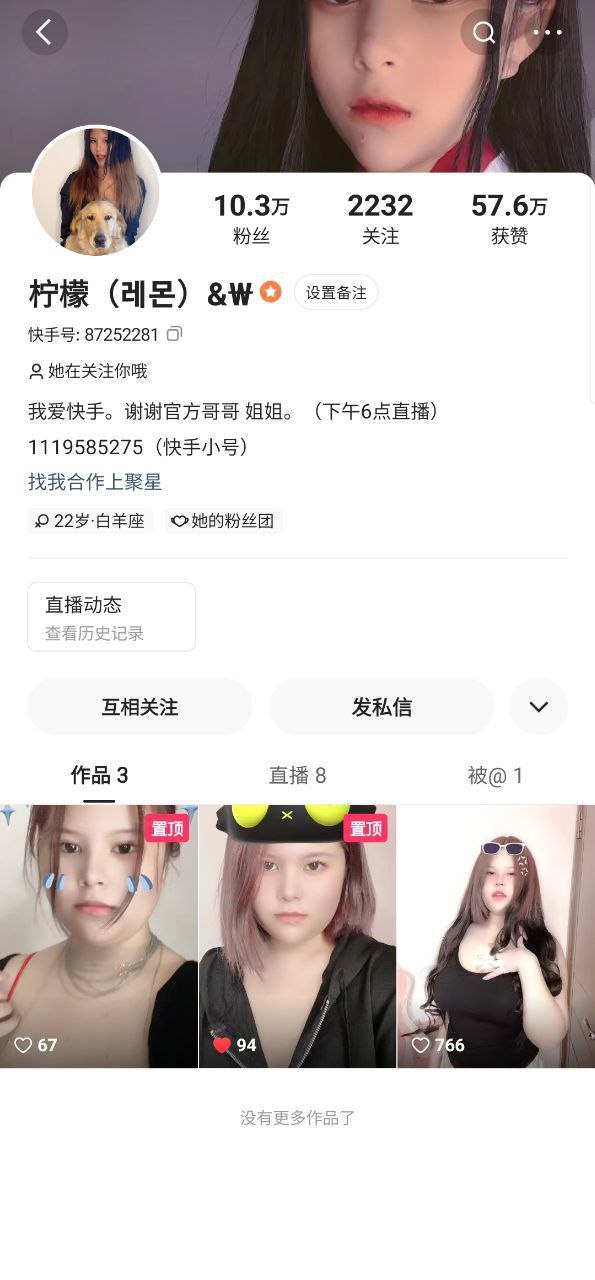 10.3万 2232 57.6万
粉丝 关注 获赞
柠檬（레몬）&₩ 设置备注
快手号: 87252281
她在关注你哦
我爱快手。谢谢官方哥哥 姐姐。（下午6点直播）
1119585275（快手小号）
找我合作上聚星
22岁·白羊座 她的粉丝团
直播动态
查看历史记录
互相关注 发私信
作品 3 直播 8 被@ 1
置顶 置顶
67 94 766
没有更多作品了